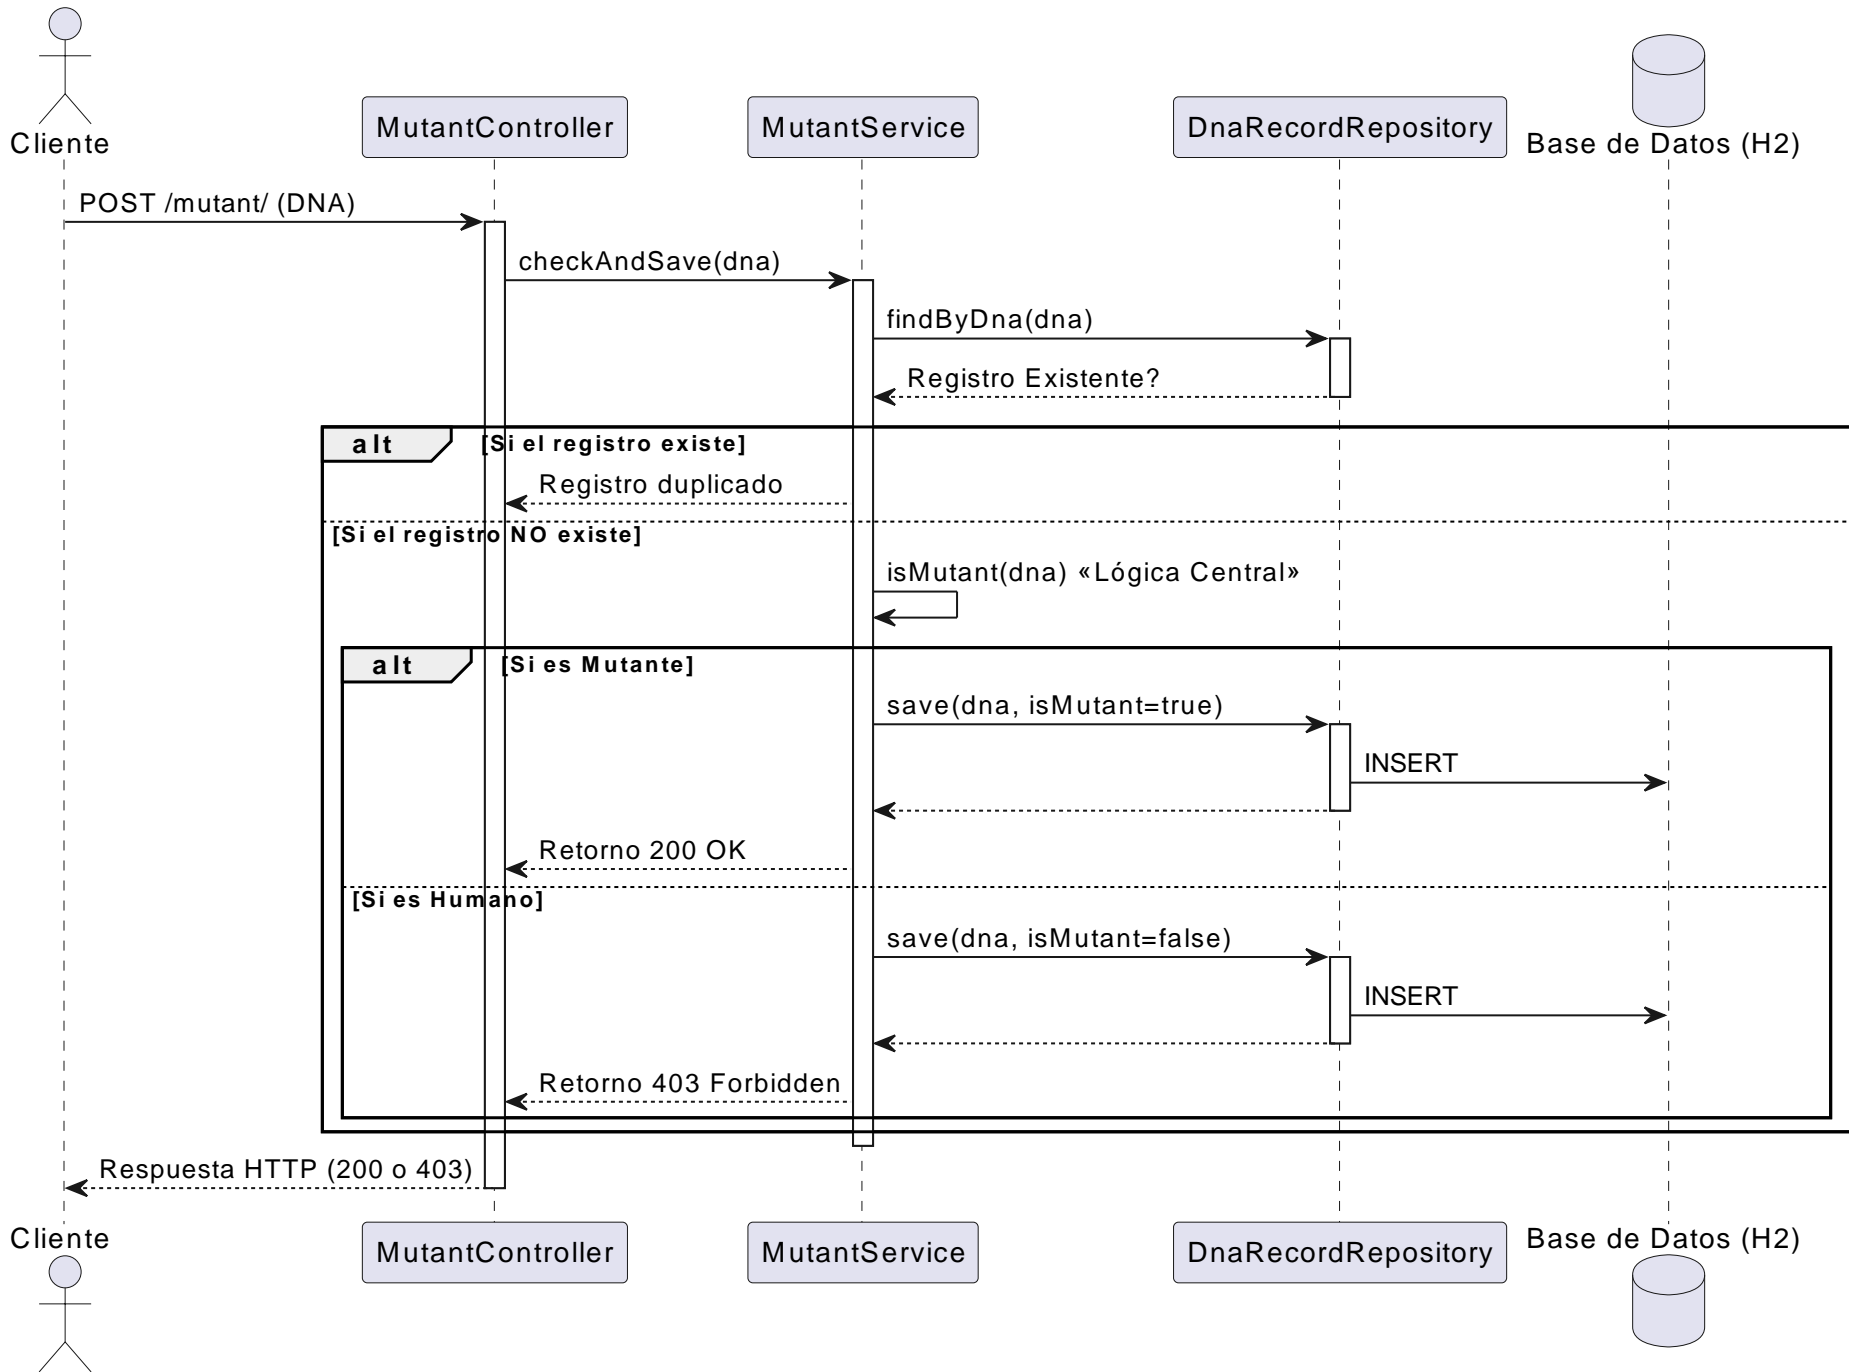 Cliente
MutantController
MutantService
DnaRecordRepository
Base de Datos (H2)
POST /mutant/ (DNA)
checkAndSave(dna)
findByDna(dna)
Registro Existente?
alt
[Si el registro existe]
Registro duplicado
[Si el registro NO existe]
isMutant(dna) «Lógica Central»
alt
[Si es Mutante]
save(dna, isMutant=true)
INSERT
Retorno 200 OK
[Si es Humano]
save(dna, isMutant=false)
INSERT
Retorno 403 Forbidden
Respuesta HTTP (200 o 403)
Cliente
MutantController
MutantService
DnaRecordRepository
Base de Datos (H2)